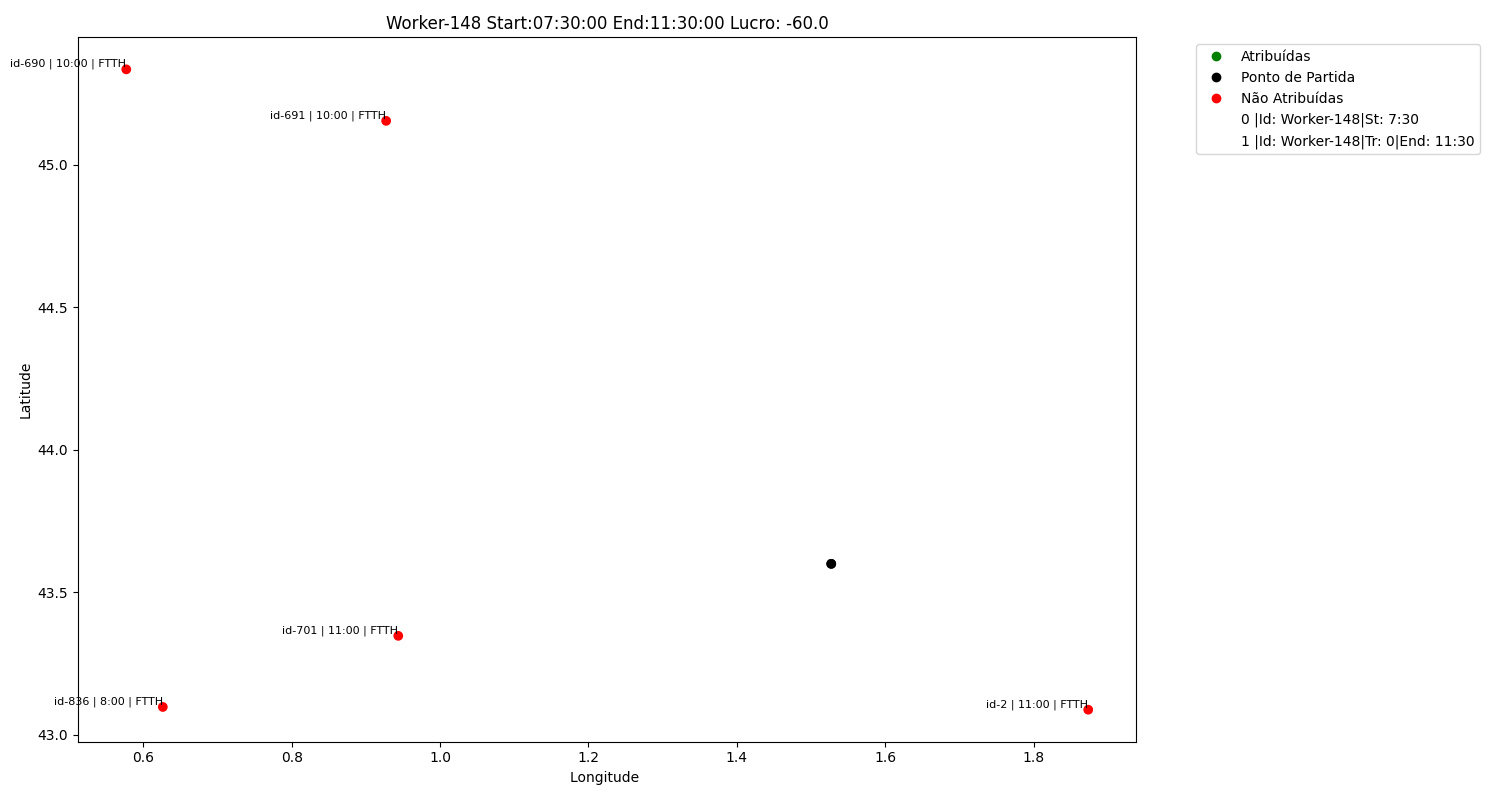 Worker-148 Start:07:30:00 End:11:30:00 Lucro: -60.0
id-690 | 10:00 | FTTH
id-691 | 10:00 | FTTH
id-701 | 11:00 | FTTH
id-836 | 8:00 | FTTH
id-2 | 11:00 | FTTH
45.0
44.5
44.0
43.5
43.0
Latitude
0.6
0.8
1.0
1.2
1.4
1.6
1.8
Longitude
Atribuídas
Ponto de Partida
Não Atribuídas
0 |Id: Worker-148|St: 7:30
1 |Id: Worker-148|Tr: 0|End: 11:30